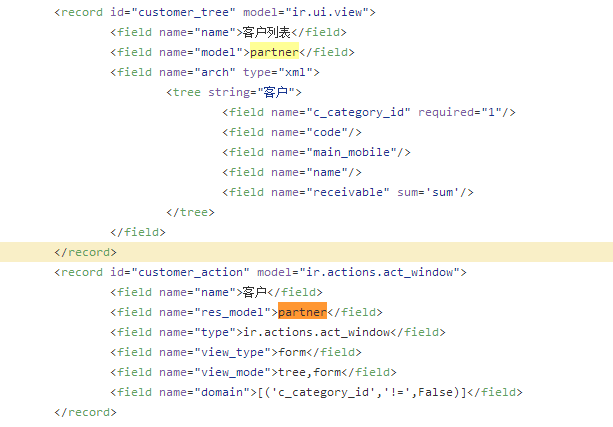 <record id="customer_tree" model="ir.ui.view">
<field name="name">客户列表</field>
<field name="model">partner</field>
<field name="arch" type="xml">
<tree string="客户">
<field name="c_category_id" required="1"/>
<field name="code"/>
<field name="main_mobile"/>
<field name="name"/>
<field name="receivable" sum='sum'/>
</tree>
</field>
</record>
<record id="customer_action" model="ir.actions.act_window">
<field name="name">客户</field>
<field name="res_model">partner</field>
<field name="type">ir.actions.act_window</field>
<field name="view_type">form</field>
<field name="view_mode">tree,form</field>
<field name="domain">[('c_category_id','!=',False)]</field>
</record>